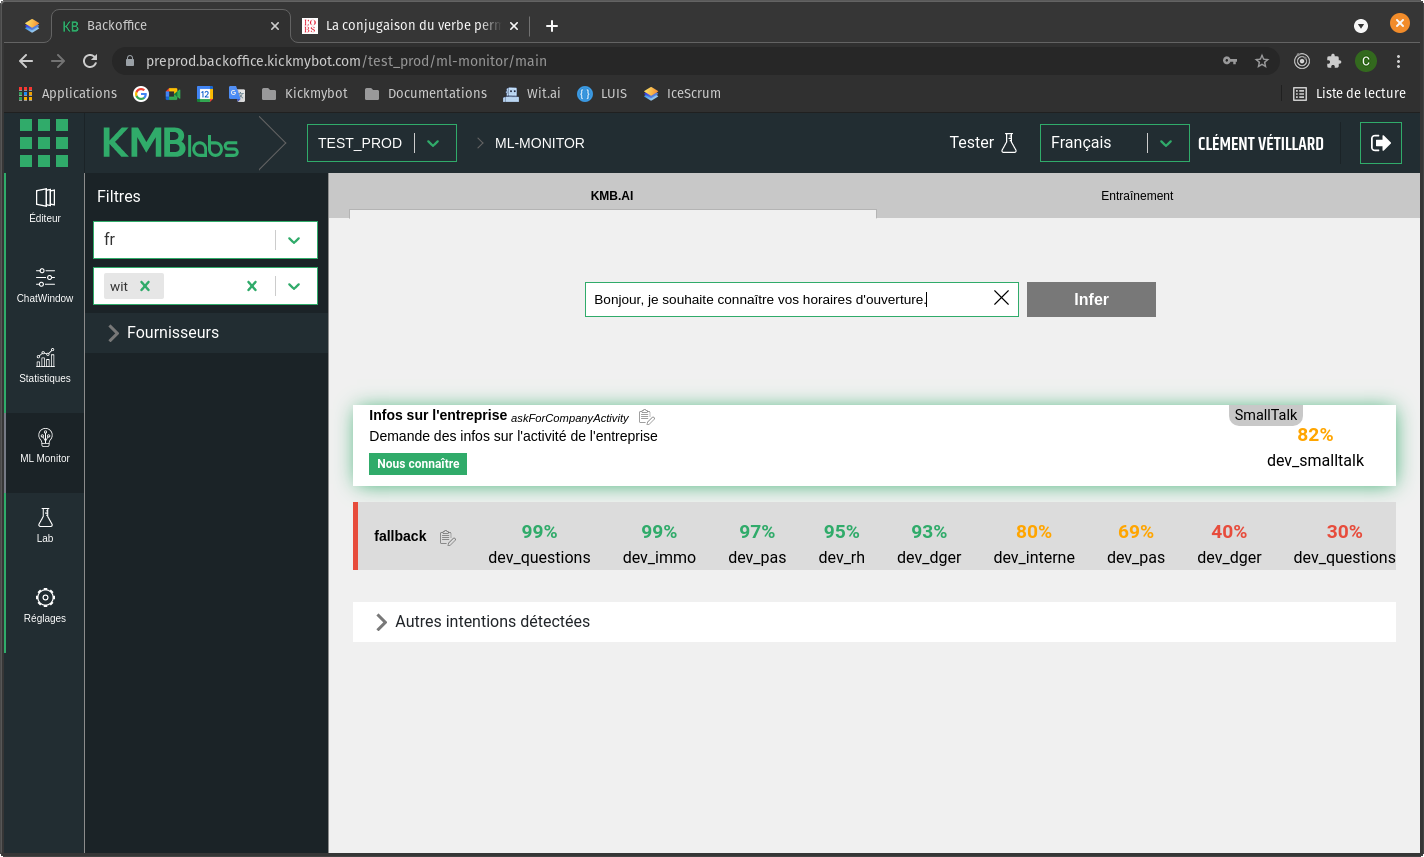 KB Backoffice
La conjugaison du verbe perm
preprod.backoffice.kickmybot.com/test_prod/ml-monitor/main
C
Applications
12
Kickmybot
Documentations
Wit.ai
LUIS
IceScrum
Liste de lecture
KMBlabs
TEST_PROD
ML-MONITOR
Tester
Français
CLÉMENT VÉTILLARD
Éditeur
ChatWindow
Statistiques
ML Monitor
Lab
Réglages
Filtres
fr
wit
Fournisseurs
KMB.AI
Entraînement
Bonjour, je souhaite connaître vos horaires d'ouverture.
Infer
Infos sur l'entreprise askForCompanyActivity
Demande des infos sur l'activité de l'entreprise
Nous connaître
SmallTalk
82%
dev_smalltalk
fallback
99% 99% 97% 95% 93% 80% 69% 40% 30%
dev_questions dev_immo dev_pas dev_rh dev_dger dev_interne dev_pas dev_dger dev_questions
Autres intentions détectées